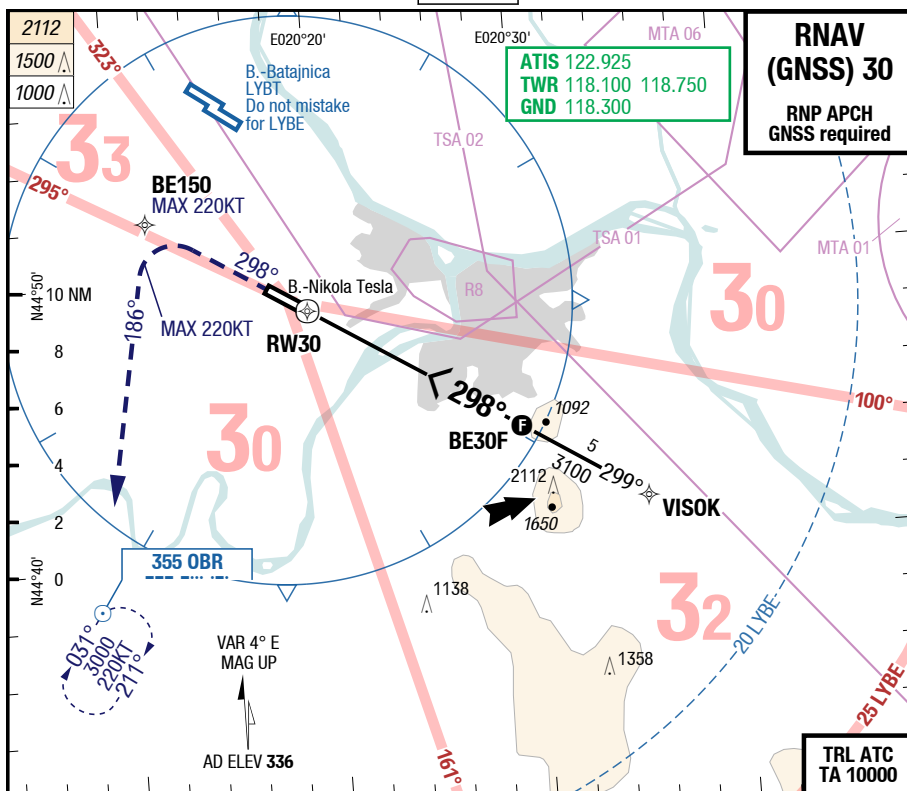 2112
1500
1000
E020°20'
E020°30'
MTA 06
RNAV
(GNSS) 30
RNP APCH
GNSS required
ATIS 122.925
TWR 118.100 118.750
GND 118.300
323°
B.-Batajnica
LYBT
Do not mistake
for LYBE
TSA 02
33
295°
BE150
MAX 220KT
TSA 01
MTA 01
298°
B.-Nikola Tesla
R8
N44°50'
10 NM
186°
MAX 220KT
RW30
30
8
298°
100°
6
30
F
BE30F
1092
5
4
3100
299°
2112
VISOK
1650
2
355 OBR
N44°40'
0
32
1138
20 LYBE
031°
3000
220KT
211°
VAR 4° E
MAG UP
1358
25 LYBE
AD ELEV 336
161°
TRL ATC
TA 10000